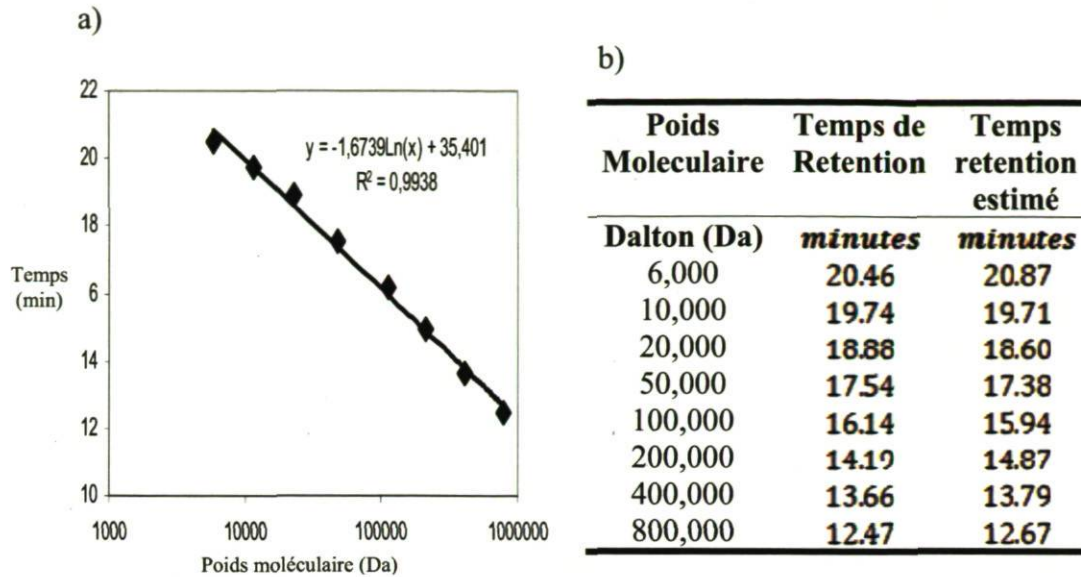 a)
22
20
18
6
14
12
10
Temps
(min)
y = -1,6739Ln(x) + 35,401
R² = 0,9938
1000
10000
100000
1000000
Poids moléculaire (Da)
b)
Poids Moleculaire Temps de Retention Temps retention estimé
Dalton (Da) minutes minutes
6,000 20.46 20.87
10,000 19.74 19.71
20,000 18.88 18.60
50,000 17.54 17.38
100,000 16.14 15.94
200,000 14.19 14.87
400,000 13.66 13.79
800,000 12.47 12.67